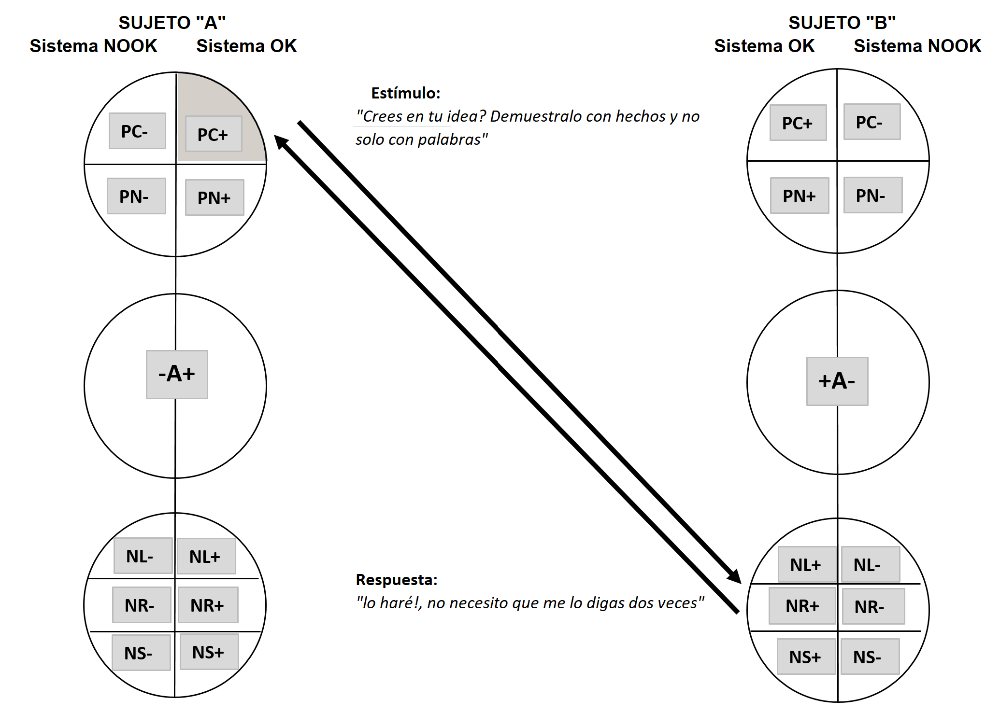 SUJETO "A"
Sistema NOOK Sistema OK
SUJETO "B"
Sistema OK Sistema NOOK
PC- PC+
PN- PN+
-A+
NL- NL+
NR- NR+
NS- NS+
Estímulo:
"Crees en tu idea? Demuestralo con hechos y no
solo con palabras"
Respuesta:
"lo haré!, no necesito que me lo digas dos veces"
PC+ PC-
PN+ PN-
+A-
NL+ NL-
NR+ NR-
NS+ NS-